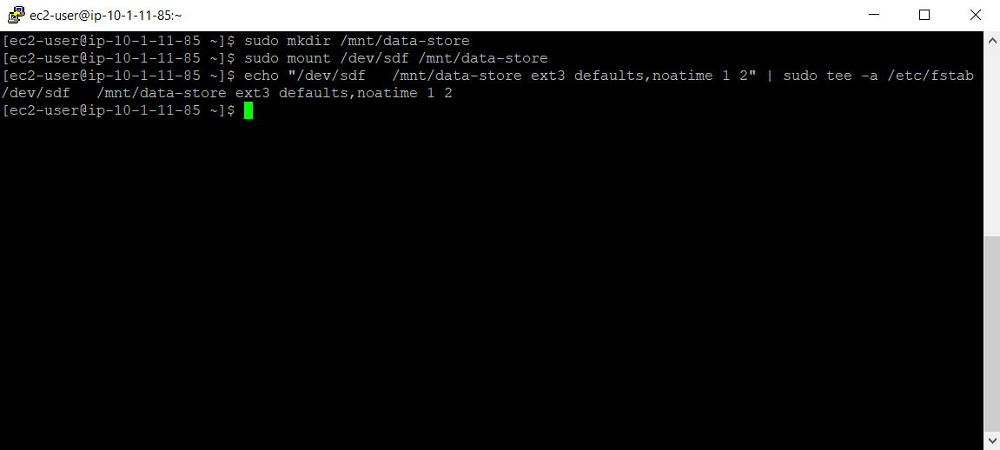 ec2-user@ip-10-1-11-85:~
[ec2-user@ip-10-1-11-85 ~]$ sudo mkdir /mnt/data-store
[ec2-user@ip-10-1-11-85 ~]$ sudo mount /dev/sdf /mnt/data-store
[ec2-user@ip-10-1-11-85 ~]$ echo "/dev/sdf   /mnt/data-store ext3 defaults,noatime 1 2" | sudo tee -a /etc/fstab
/dev/sdf   /mnt/data-store ext3 defaults,noatime 1 2
[ec2-user@ip-10-1-11-85 ~]$